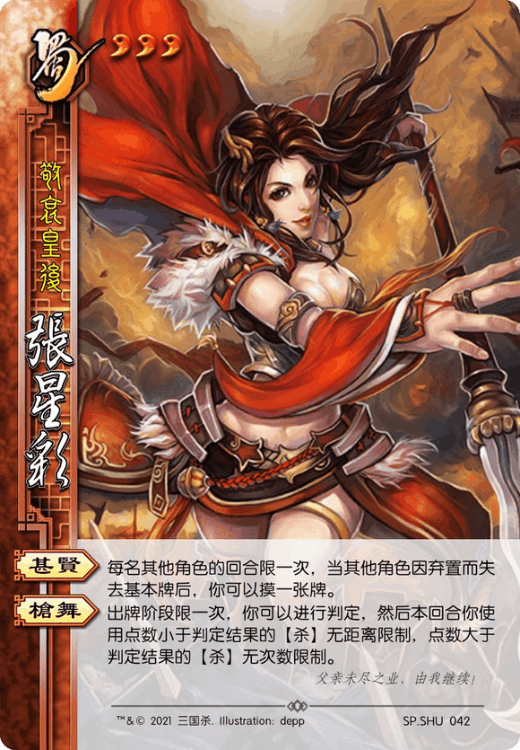 蜀
敬哀皇後
張星彩
甚賢
每名其他角色的回合限一次，当其他角色因弃置而失
去基本牌后，你可以摸一张牌。
槍舞
出牌阶段限一次，你可以进行判定，然后本回合你使
用点数小于判定结果的【杀】无距离限制，点数大于
判定结果的【杀】无次数限制。
父亲未尽之业，由我继续！
™&© 2021 三国杀. Illustration: depp
SP.SHU 042